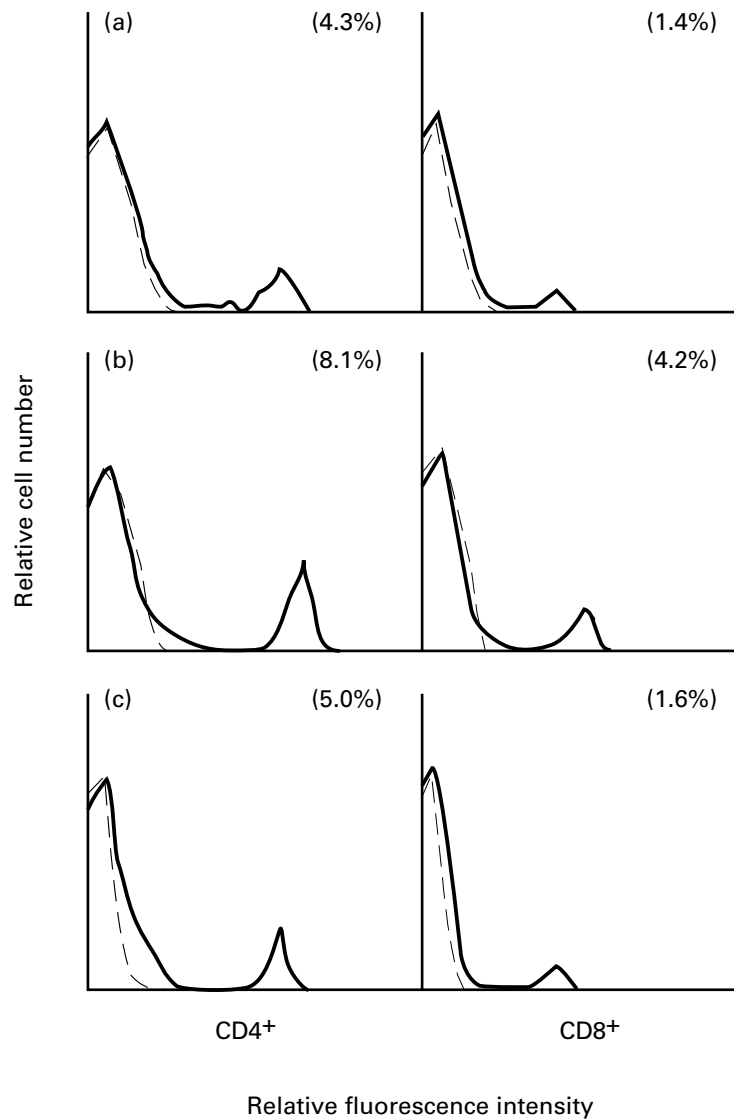 (a) (4.3%) (1.4%)
(b) (8.1%) (4.2%)
(c) (5.0%) (1.6%)
Relative cell number
CD4+ CD8+
Relative fluorescence intensity